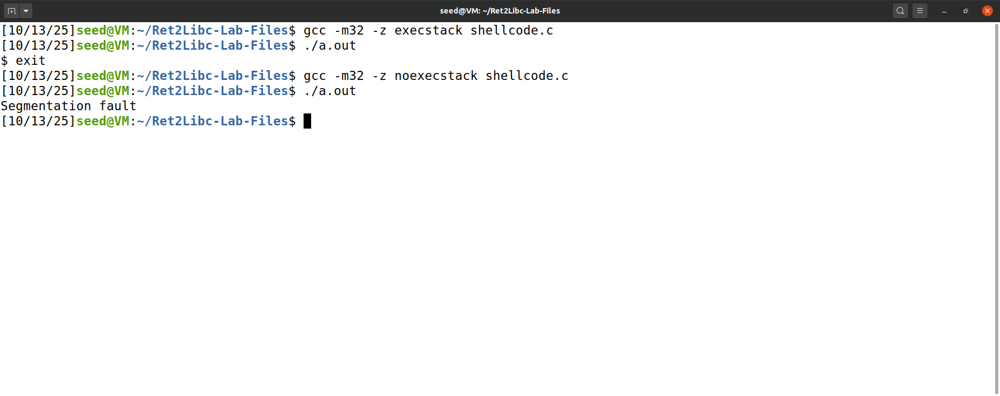 seed@VM: ~/Ret2Libc-Lab-Files
[10/13/25]seed@VM:~/Ret2Libc-Lab-Files$ gcc -m32 -z execstack shellcode.c
[10/13/25]seed@VM:~/Ret2Libc-Lab-Files$ ./a.out
$ exit
[10/13/25]seed@VM:~/Ret2Libc-Lab-Files$ gcc -m32 -z noexecstack shellcode.c
[10/13/25]seed@VM:~/Ret2Libc-Lab-Files$ ./a.out
Segmentation fault
[10/13/25]seed@VM:~/Ret2Libc-Lab-Files$